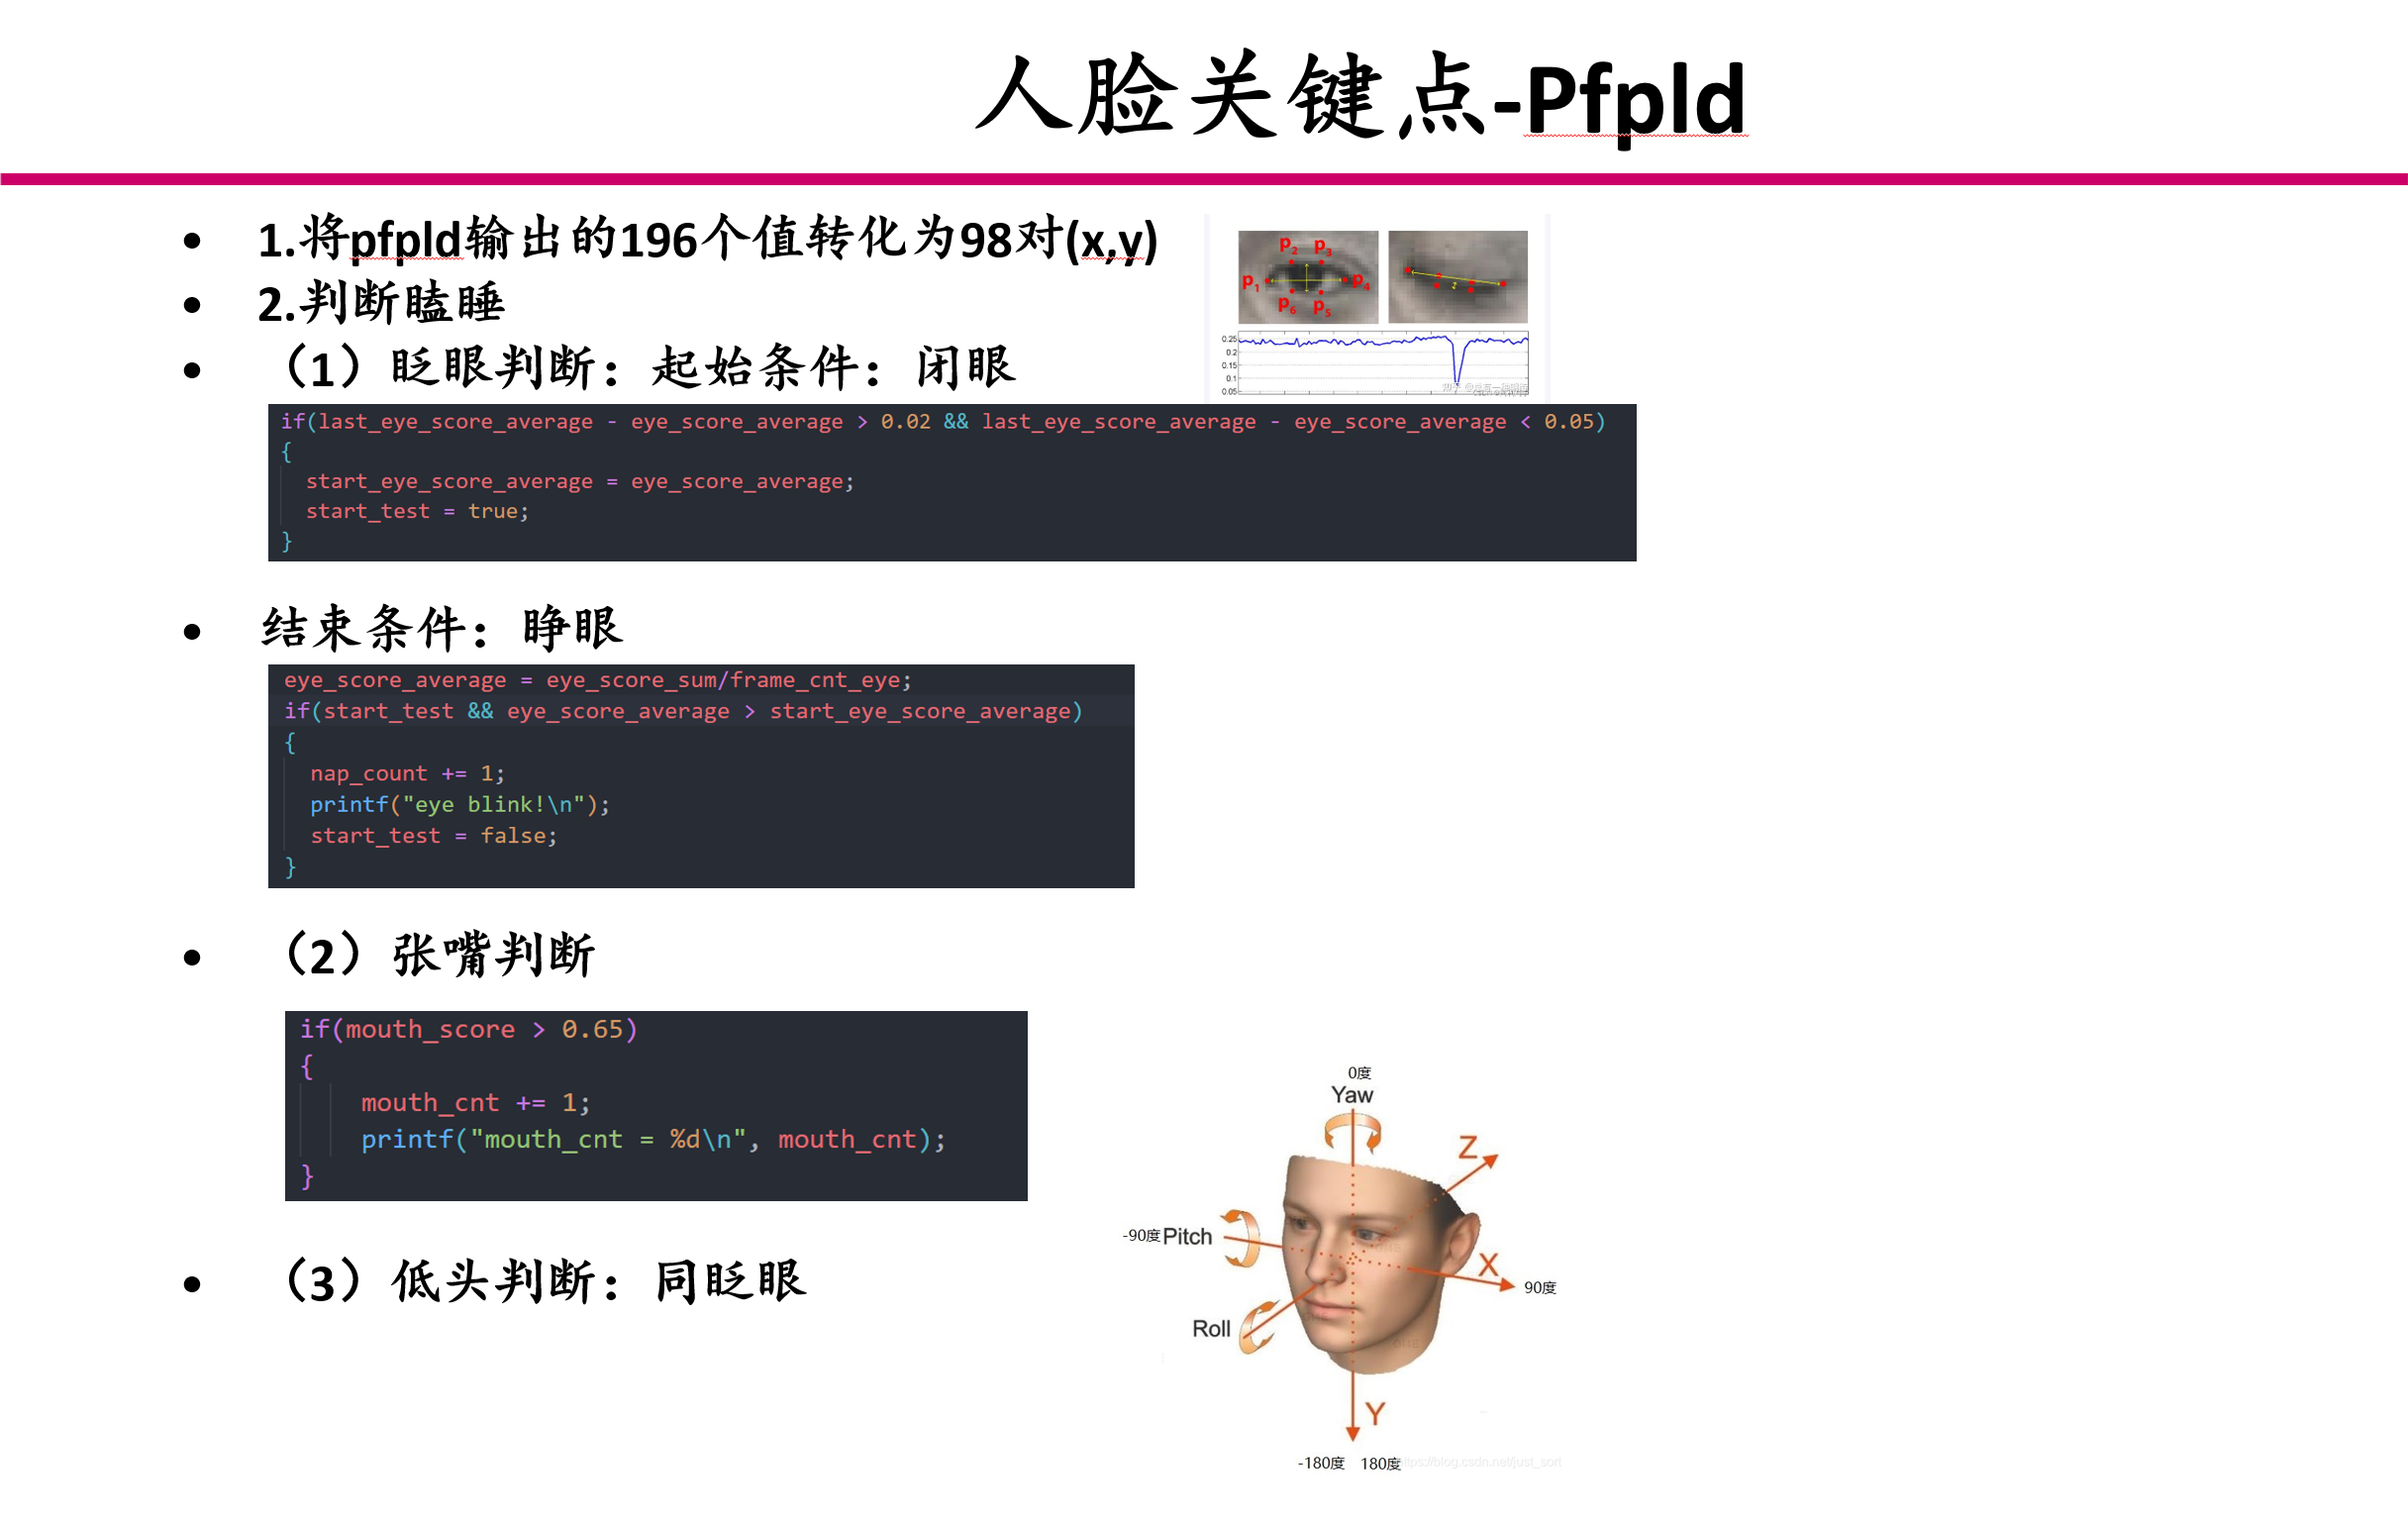 人脸关键点-Pfpld
• 1.将pfpld输出的196个值转化为98对(x,y)
• 2.判断瞌睡
• （1）眨眼判断：起始条件：闭眼
p1 p2 p3 p4 p5 p6
0.25
0.2
0.15
0.1
0.05
if(last_eye_score_average - eye_score_average > 0.02 && last_eye_score_average - eye_score_average < 0.05)
{
start_eye_score_average = eye_score_average;
start_test = true;
}
• 结束条件：睁眼
eye_score_average = eye_score_sum/frame_cnt_eye;
if(start_test && eye_score_average > start_eye_score_average)
{
nap_count += 1;
printf("eye blink!\n");
start_test = false;
}
• （2）张嘴判断
if(mouth_score > 0.65)
{
mouth_cnt += 1;
printf("mouth_cnt = %d\n", mouth_cnt);
}
• （3）低头判断：同眨眼
0度
Yaw
Z
-90度 Pitch
X
90度
Roll
Y
-180度 180度
https://blog.csdn.net/just_sort